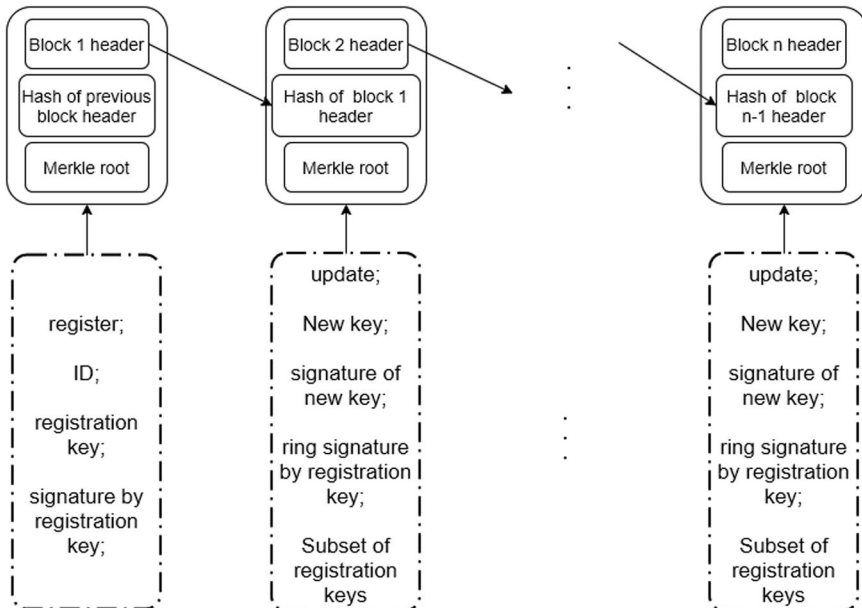 Block 1 header
Hash of previous
block header
Merkle root
Block 2 header
Hash of block 1
header
Merkle root
Block n header
Hash of block
n-1 header
Merkle root
register;
ID;
registration
key;
signature by
registration
key;
update;
New key;
signature of
new key;
ring signature
by registration
key;
Subset of
registration
keys
update;
New key;
signature of
new key;
ring signature
by registration
key;
Subset of
registration
keys